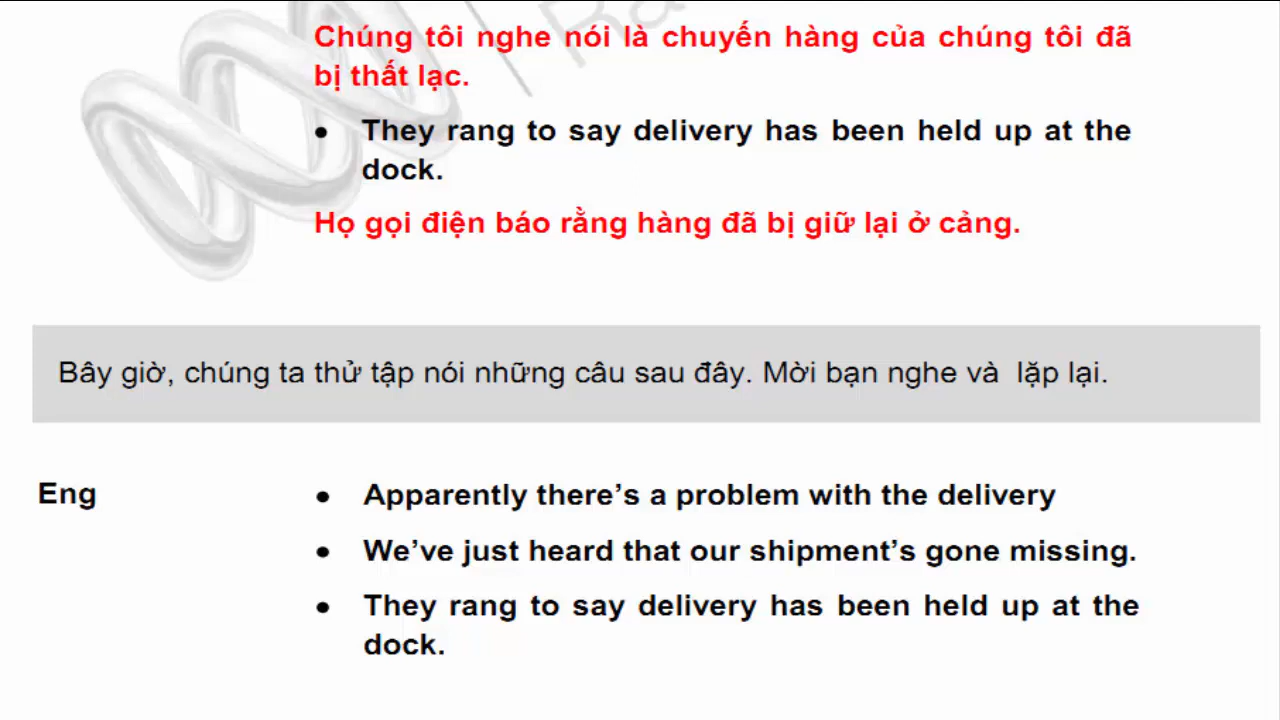 Chúng tôi nghe nói là chuyến hàng của chúng tôi đã
bị thất lạc.
• They rang to say delivery has been held up at the
dock.
Họ gọi điện báo rằng hàng đã bị giữ lại ở cảng.
Bây giờ, chúng ta thử tập nói những câu sau đây. Mời bạn nghe và lặp lại.
Eng
• Apparently there’s a problem with the delivery
• We’ve just heard that our shipment’s gone missing.
• They rang to say delivery has been held up at the
dock.